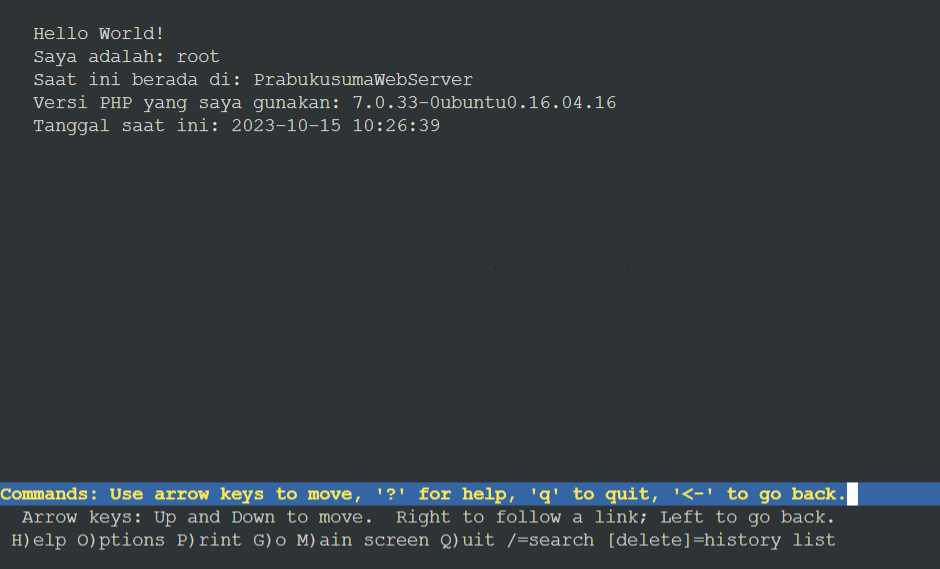 Hello World!
Saya adalah: root
Saat ini berada di: PrabukusumaWebServer
Versi PHP yang saya gunakan: 7.0.33-0ubuntu0.16.04.16
Tanggal saat ini: 2023-10-15 10:26:39
Commands: Use arrow keys to move, '?' for help, 'q' to quit, '<-' to go back.
Arrow keys: Up and Down to move.  Right to follow a link; Left to go back.
H)elp O)ptions P)rint G)o M)ain screen Q)uit /=search [delete]=history list